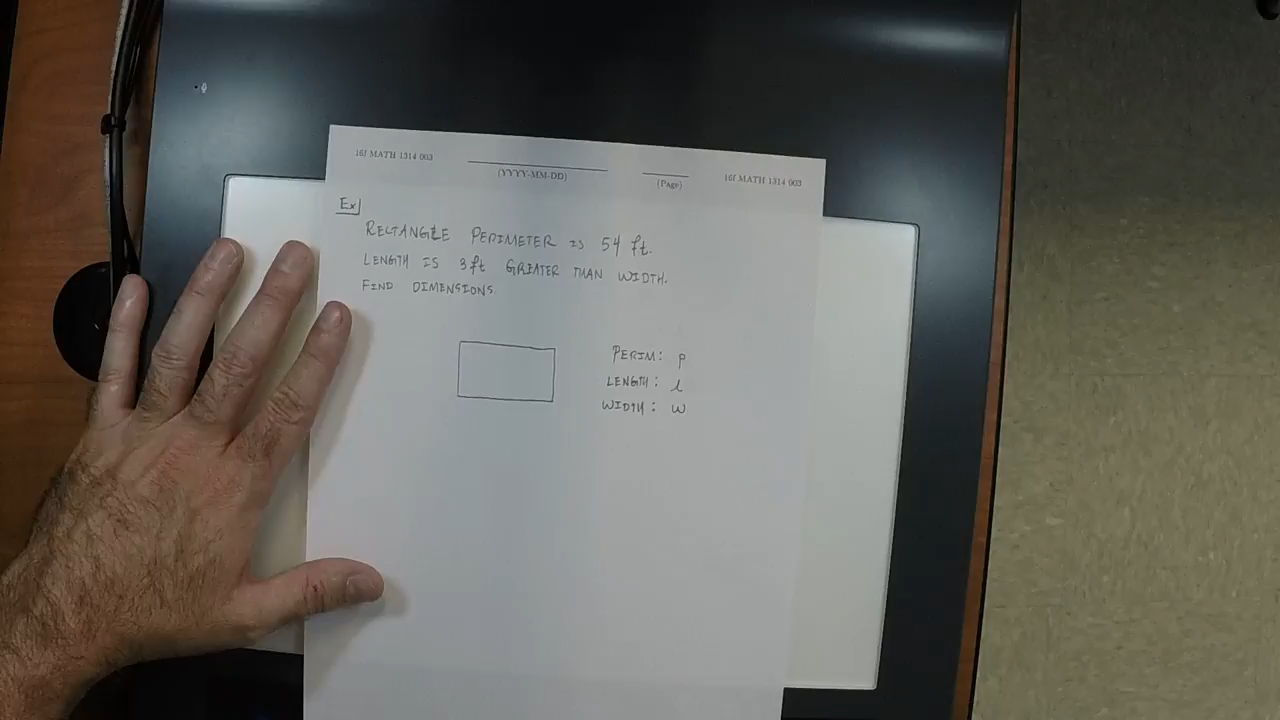 16f MATH 1314 003
(YYYY-MM-DD)
(PAGE)
16f MATH 1314 003
Ex
RECTANGLE PERIMETER IS 54 ft.
LENGTH IS 3ft GREATER THAN WIDTH.
FIND DIMENSIONS.
PERIM: p
LENGTH: l
WIDTH: w